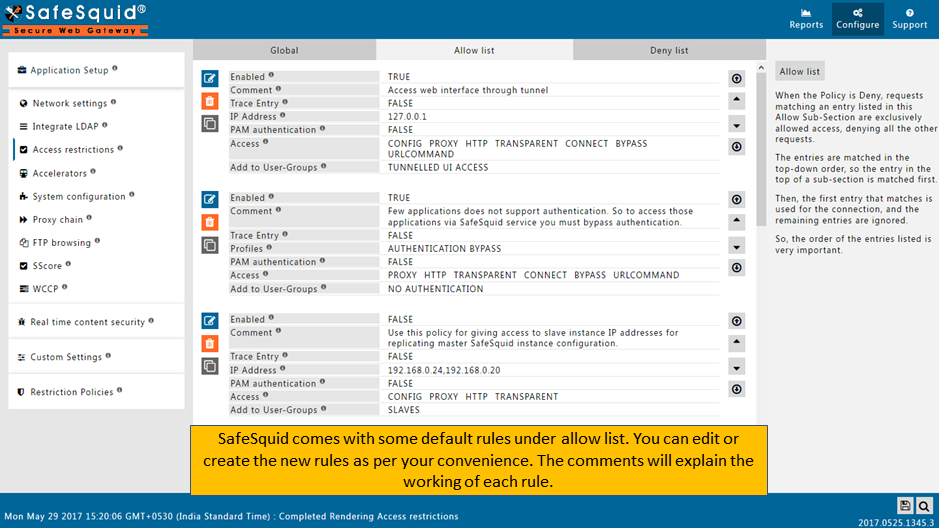 SafeSquid®
Secure Web Gateway
Reports
Configure
Support
Application Setup
Network settings
Integrate LDAP
Access restrictions
Accelerators
System configuration
Proxy chain
FTP browsing
SScore
WCCP
Real time content security
Custom Settings
Restriction Policies
Global
Allow list
Deny list
Enabled TRUE
Comment Access web interface through tunnel
Trace Entry FALSE
IP Address 127.0.0.1
PAM authentication FALSE
Access CONFIG PROXY HTTP TRANSPARENT CONNECT BYPASS
URLCOMMAND
Add to User-Groups TUNNELLED UI ACCESS
Enabled TRUE
Comment Few applications does not support authentication. So to access those
applications via SafeSquid service you must bypass authentication.
Trace Entry FALSE
Profiles AUTHENTICATION BYPASS
PAM authentication FALSE
Access PROXY HTTP TRANSPARENT CONNECT BYPASS URLCOMMAND
Add to User-Groups NO AUTHENTICATION
Enabled FALSE
Comment Use this policy for giving access to slave instance IP addresses for
replicating master SafeSquid instance configuration.
Trace Entry FALSE
IP Address 192.168.0.24,192.168.0.20
PAM authentication FALSE
Access CONFIG PROXY HTTP TRANSPARENT
Add to User-Groups SLAVES
Allow list
When the Policy is Deny, requests
matching an entry listed in this
Allow Sub-Section are exclusively
allowed access, denying all the other
requests.
The entries are matched in the
top-down order, so the entry in the
top of a sub-section is matched first.
Then, the first entry that matches is
used for the connection, and the
remaining entries are ignored.
So, the order of the entries listed is
very important.
SafeSquid comes with some default rules under allow list. You can edit or
create the new rules as per your convenience. The comments will explain the
working of each rule.
Mon May 29 2017 15:20:06 GMT+0530 (India Standard Time) : Completed Rendering Access restrictions
2017.0525.1345.3